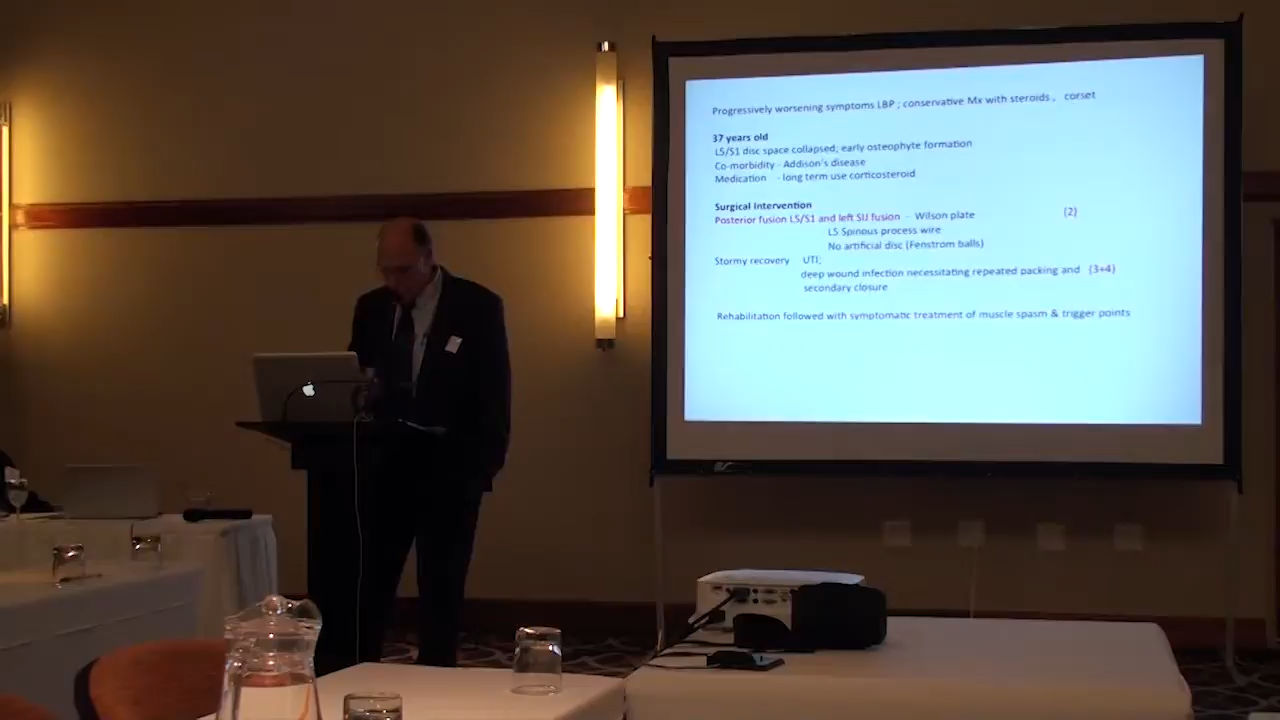 Progressively worsening symptoms LBP ; conservative Mx with steroids , corset
37 years old
L5/S1 disc space collapsed; early osteophyte formation
Co-morbidity - Addison's disease
Medication - long term use corticosteroid
Surgical Intervention
Posterior fusion L5/S1 and left SIJ fusion - Wilson plate (2)
L5 Spinous process wire
No artificial disc (Fenstrom balls)
Stormy recovery UTI;
deep wound infection necessitating repeated packing and (3+4)
secondary closure
Rehabilitation followed with symptomatic treatment of muscle spasm & trigger points